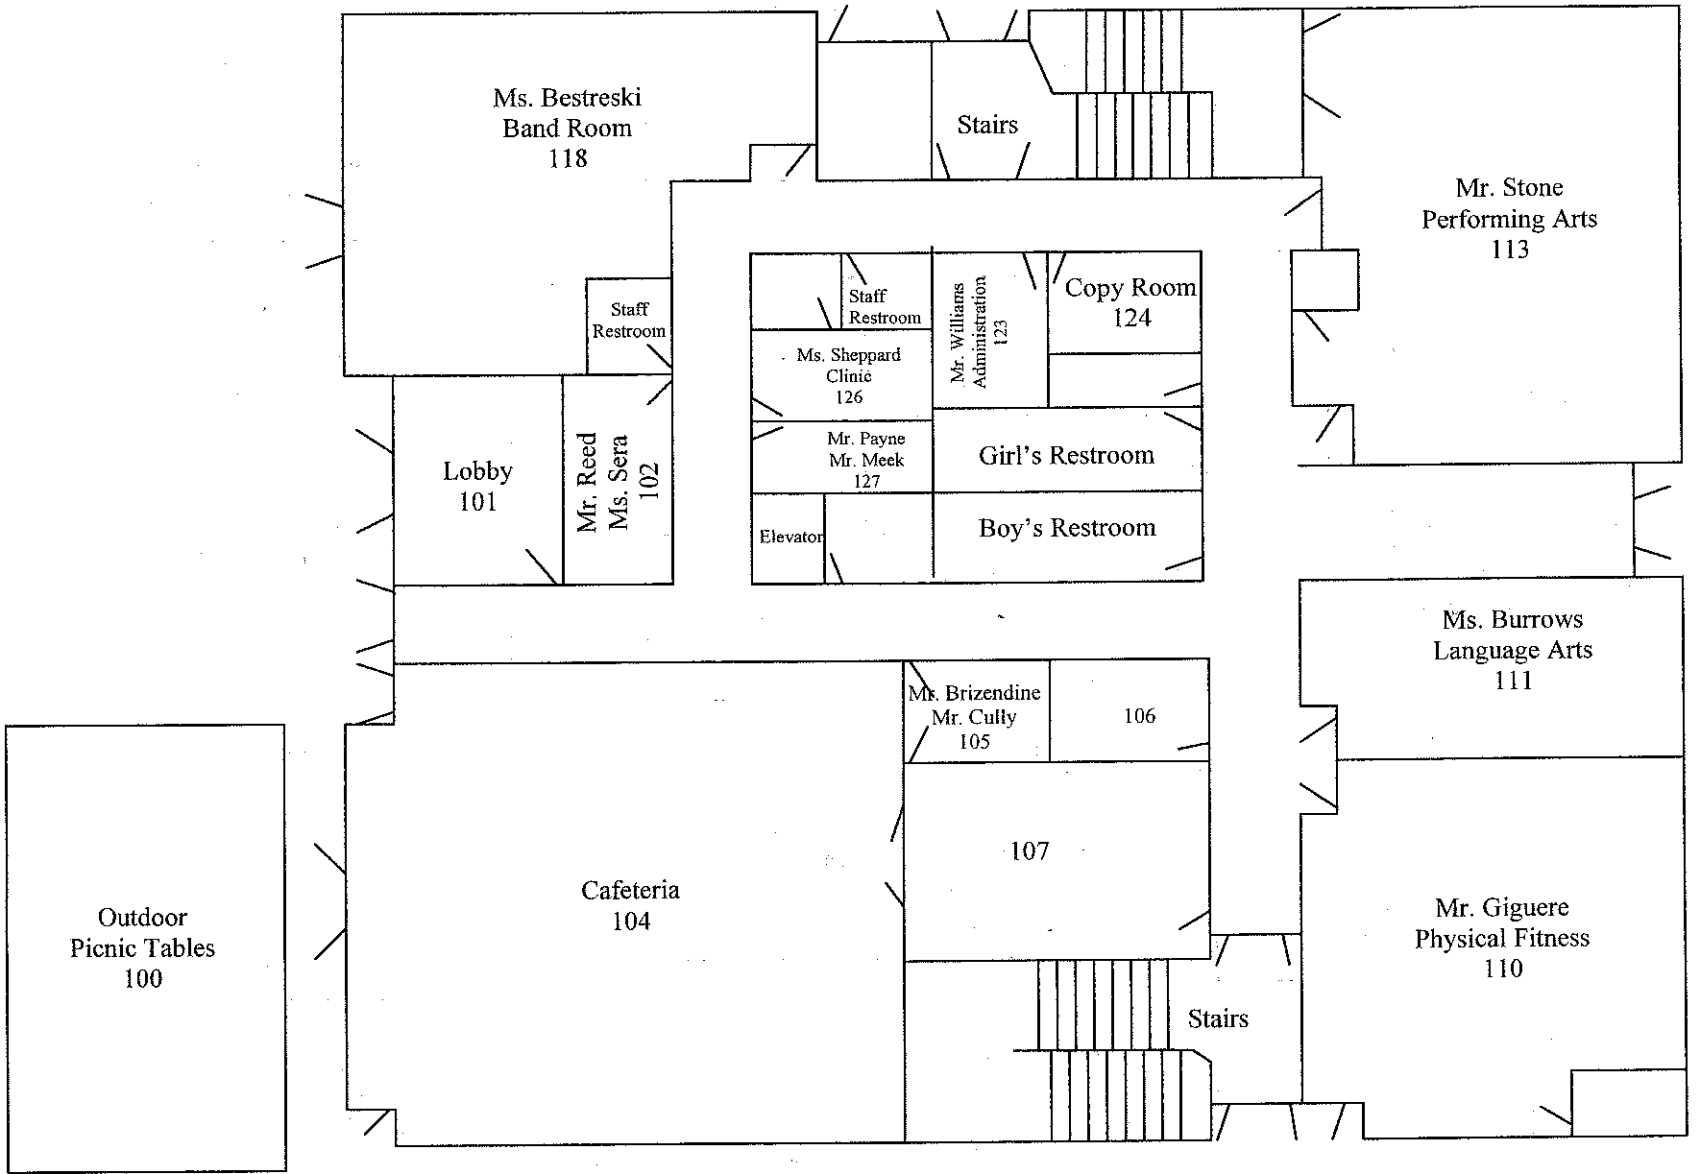 Ms. Bestreski
Band Room
118
Stairs
Mr. Stone
Performing Arts
113
Staff
Restroom
Staff
Restroom
Mr. Williams
Administration
123
Copy Room
124
Ms. Sheppard
Clinic
126
Mr. Payne
Mr. Meek
127
Girl's Restroom
Lobby
101
Mr. Reed
Ms. Sera
102
Elevator
Boy's Restroom
Ms. Burrows
Language Arts
111
Mr. Brizendine
Mr. Cully
105
106
107
Cafeteria
104
Outdoor
Picnic Tables
100
Mr. Giguere
Physical Fitness
110
Stairs